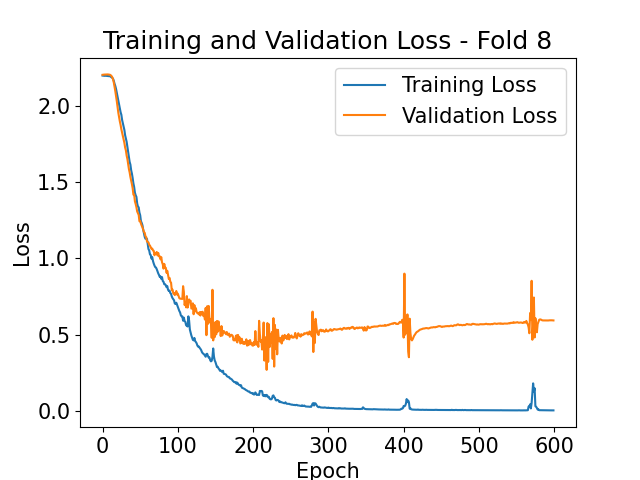 Training and Validation Loss - Fold 8
Training Loss
Validation Loss
Loss
2.0
1.5
1.0
0.5
0.0
0 100 200 300 400 500 600
Epoch